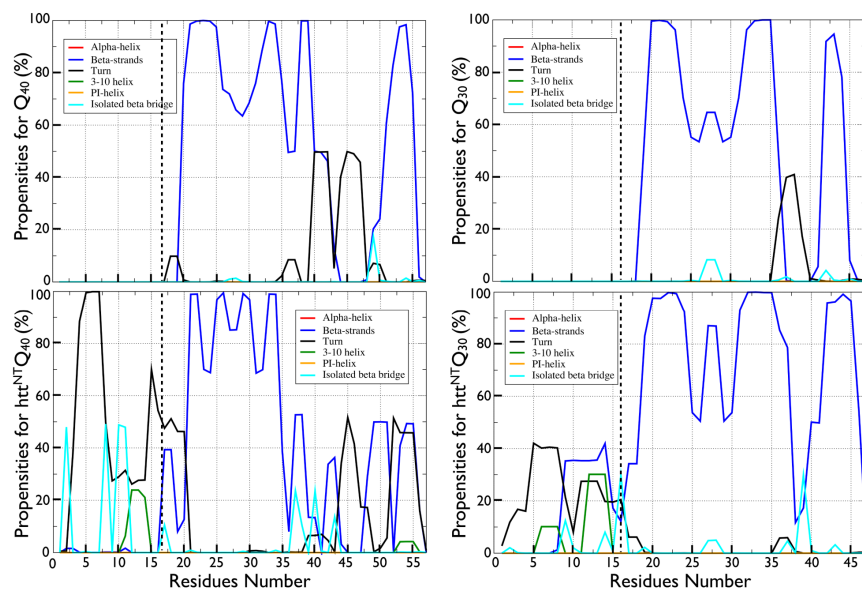 Propensities for Q40 (%)
100
80
60
40
20
0
Alpha-helix
Beta-strands
Turn
3-10 helix
PI-helix
Isolated beta bridge
Propensities for Q30 (%)
100
80
60
40
20
0
Alpha-helix
Beta-strands
Turn
3-10 helix
PI-helix
Isolated beta bridge
Propensities for httNTQ40 (%)
100
80
60
40
20
0
Alpha-helix
Beta-strands
Turn
3-10 helix
PI-helix
Isolated beta bridge
0 5 10 15 20 25 30 35 40 45 50 55
Residues Number
Propensities for httNTQ30 (%)
100
80
60
40
20
0
Alpha-helix
Beta-strands
Turn
3-10 helix
PI-helix
Isolated beta bridge
0 5 10 15 20 25 30 35 40 45
Residues Number